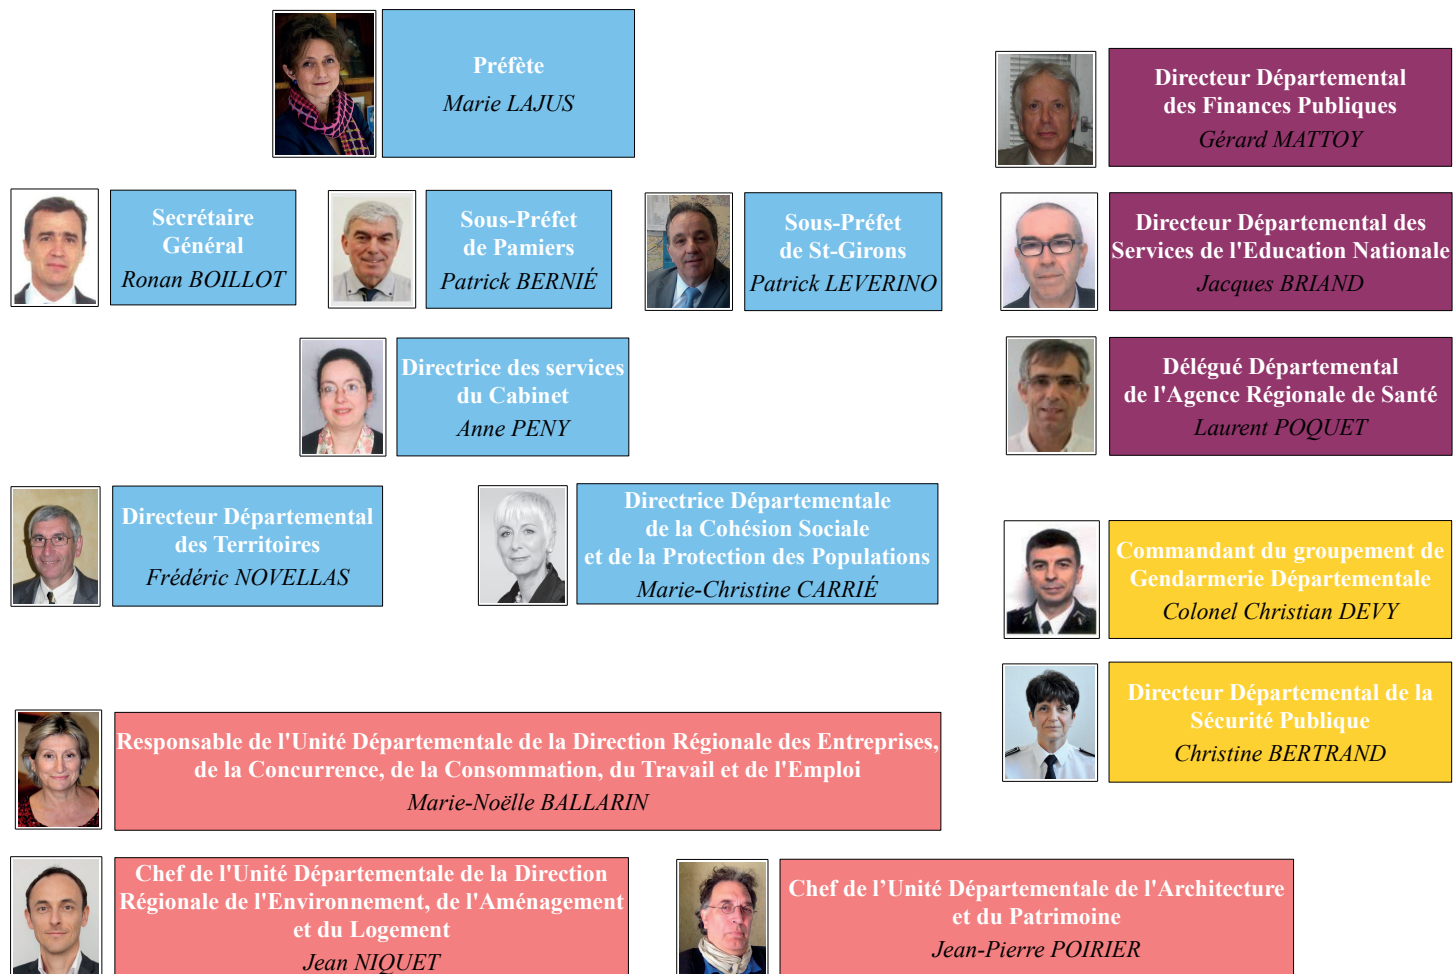 Préfète
Marie LAJUS
Directeur Départemental
des Finances Publiques
Gérard MATTOY
Secrétaire
Général
Ronan BOILLOT
Sous-Préfet
de Pamiers
Patrick BERNIÉ
Sous-Préfet
de St-Girons
Patrick LEVERINO
Directeur Départemental des
Services de l'Education Nationale
Jacques BRIAND
Directrice des services
du Cabinet
Anne PENY
Délégué Départemental
de l'Agence Régionale de Santé
Laurent POQUET
Directeur Départemental
des Territoires
Frédéric NOVELLAS
Directrice Départementale
de la Cohésion Sociale
et de la Protection des Populations
Marie-Christine CARRIÉ
Commandant du groupement de
Gendarmerie Départementale
Colonel Christian DEVY
Directeur Départemental de la
Sécurité Publique
Christine BERTRAND
Responsable de l'Unité Départementale de la Direction Régionale des Entreprises,
de la Concurrence, de la Consommation, du Travail et de l'Emploi
Marie-Noëlle BALLARIN
Chef de l'Unité Départementale de la Direction
Régionale de l'Environnement, de l'Aménagement
et du Logement
Jean NIQUET
Chef de l’Unité Départementale de l'Architecture
et du Patrimoine
Jean-Pierre POIRIER